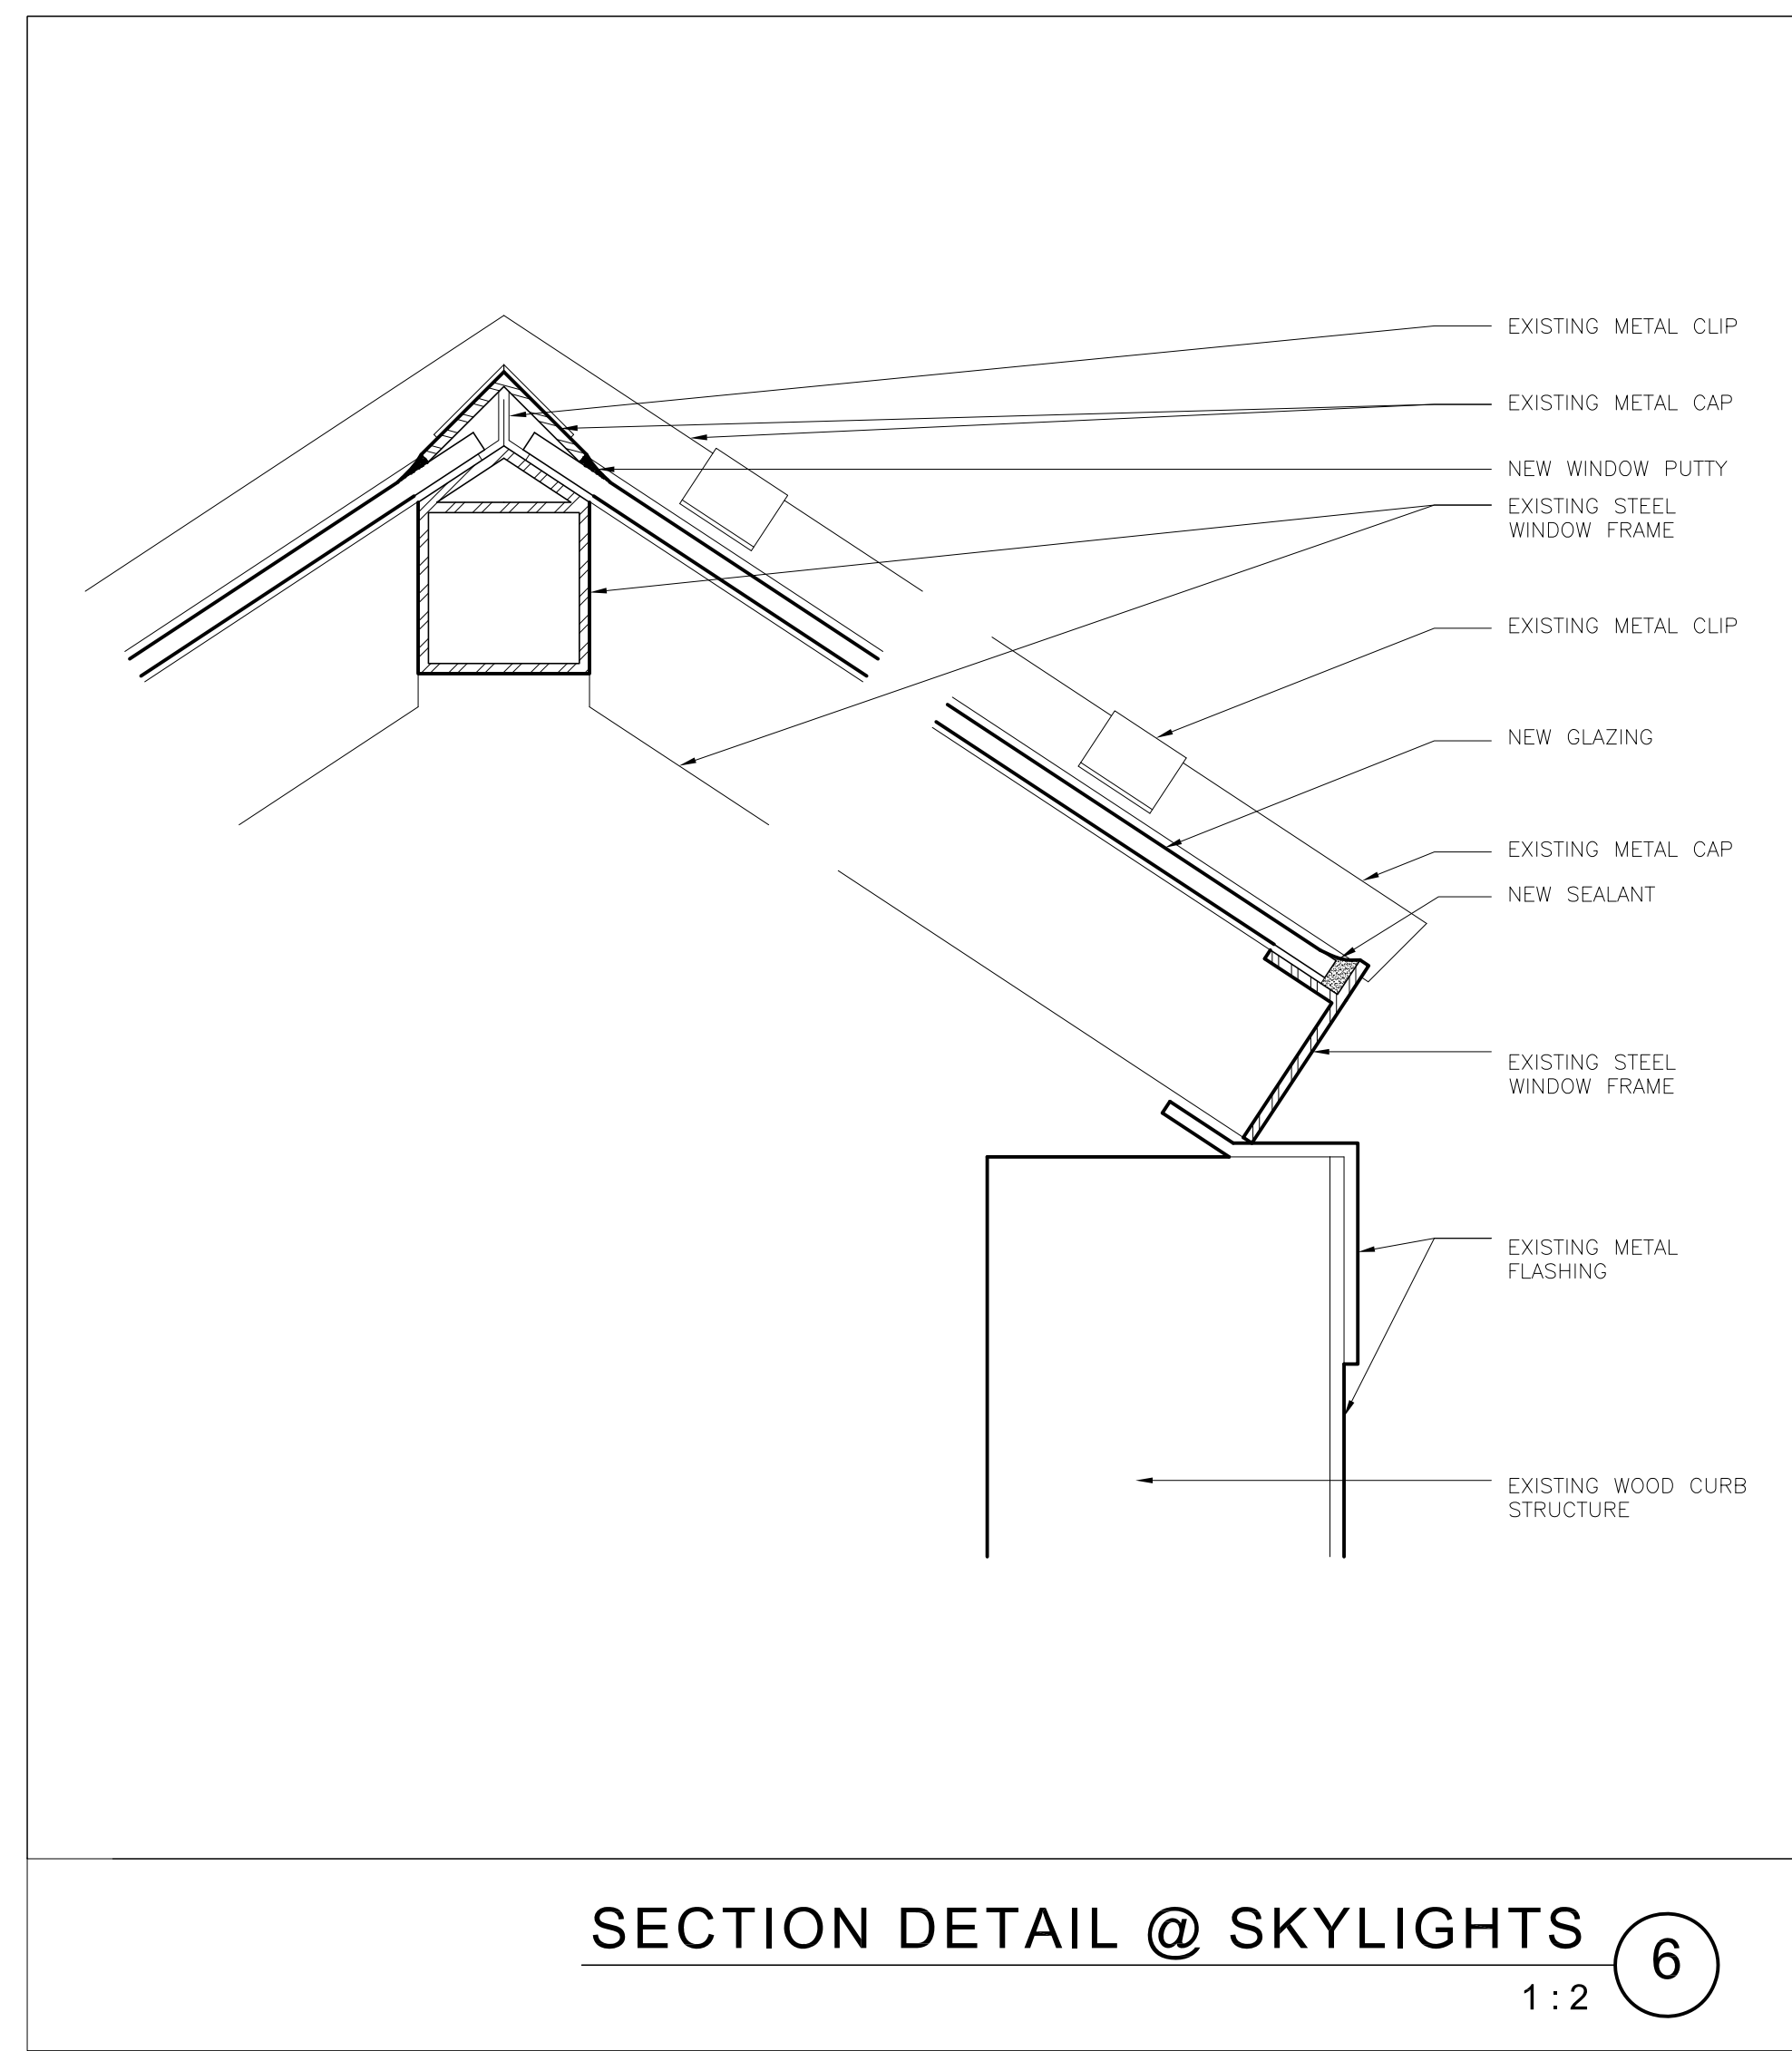 EXISTING METAL CLIP
EXISTING METAL CAP
NEW WINDOW PUTTY
EXISTING STEEL
WINDOW FRAME
EXISTING METAL CLIP
NEW GLAZING
EXISTING METAL CAP
NEW SEALANT
EXISTING STEEL
WINDOW FRAME
EXISTING METAL
FLASHING
EXISTING WOOD CURB
STRUCTURE
SECTION DETAIL @ SKYLIGHTS
6
1 : 2